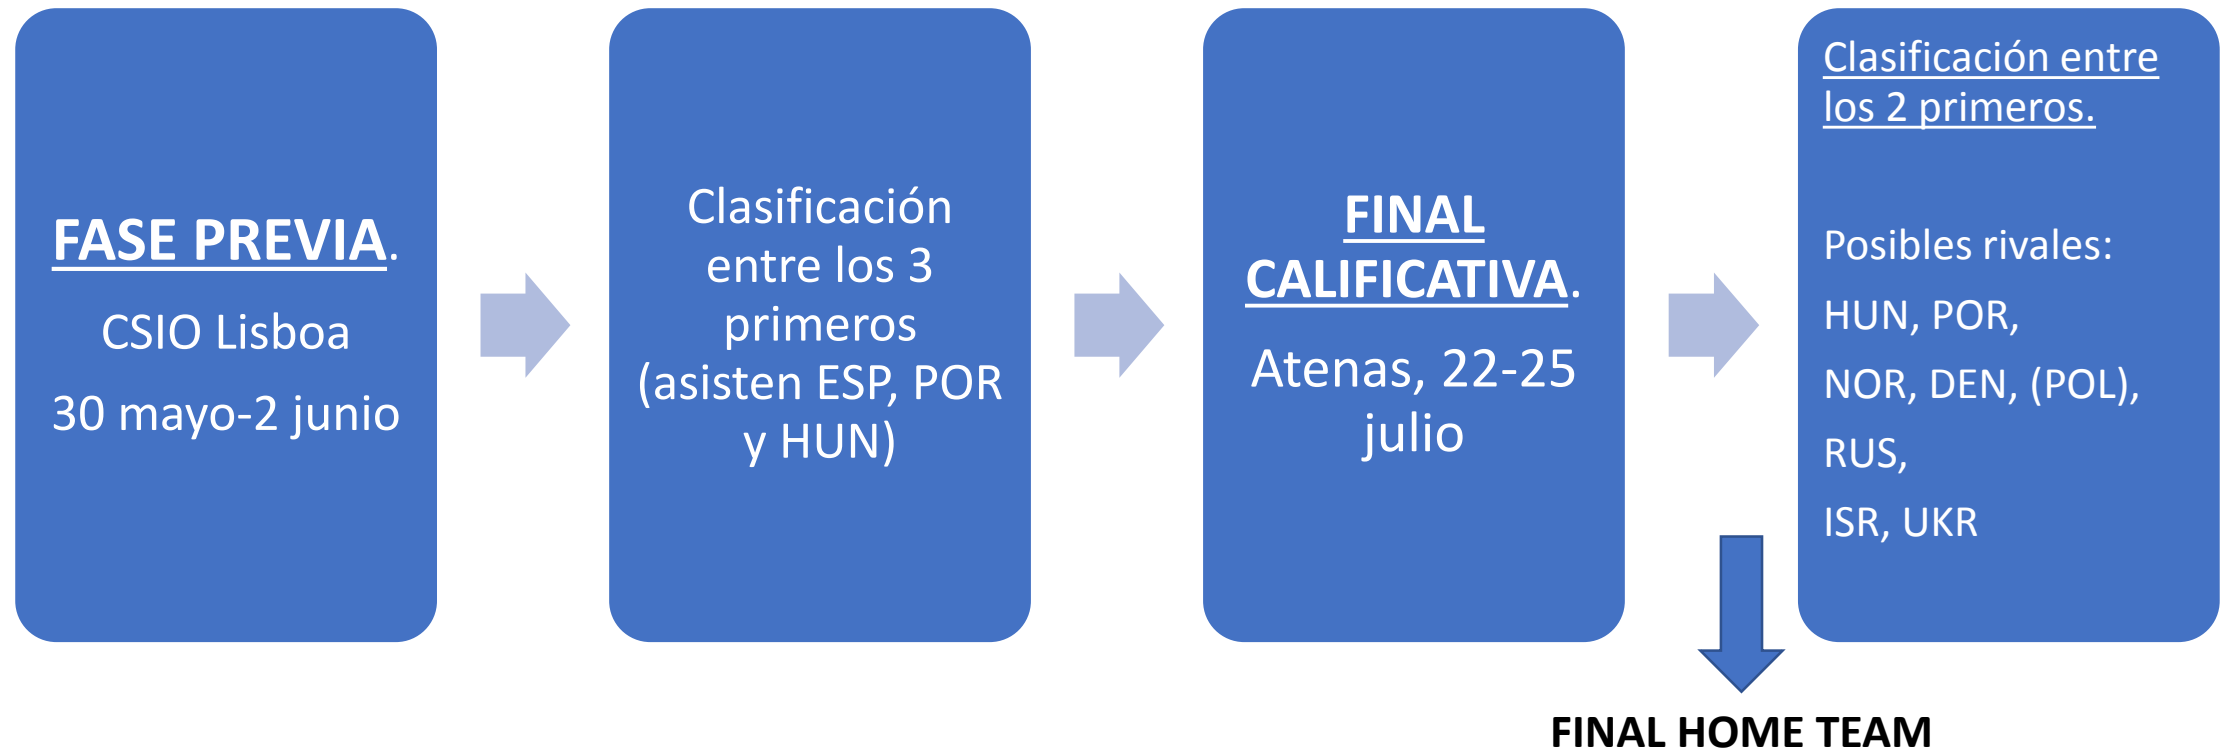 FASE PREVIA.
CSIO Lisboa
30 mayo-2 junio
Clasificación
entre los 3
primeros
(asisten ESP, POR
y HUN)
FINAL
CALIFICATIVA.
Atenas, 22-25
julio
Clasificación entre
los 2 primeros.
Posibles rivales:
HUN, POR,
NOR, DEN, (POL),
RUS,
ISR, UKR
FINAL HOME TEAM